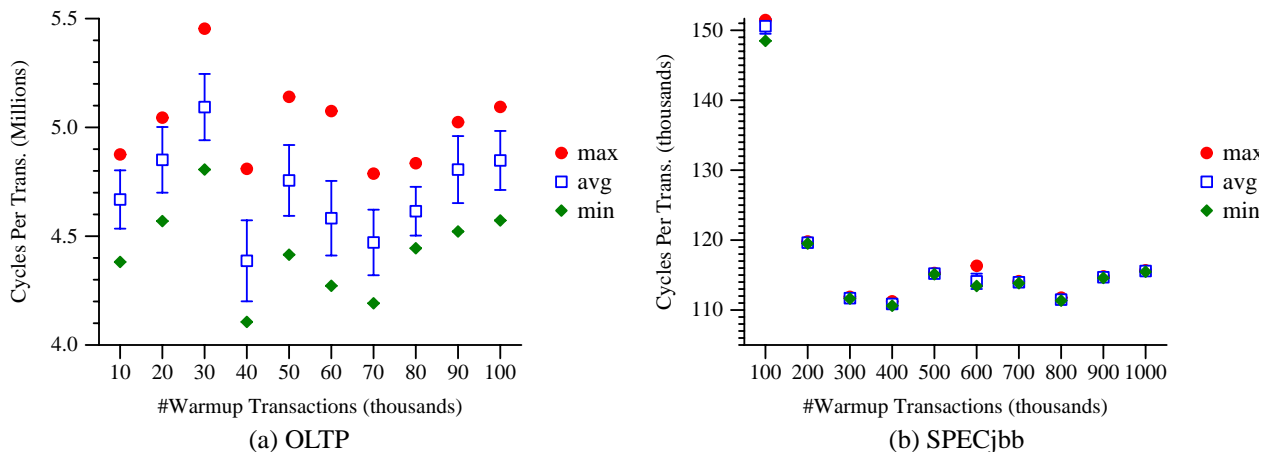 Cycles Per Trans. (Millions)
5.5
5.0
4.5
4.0
10 20 30 40 50 60 70 80 90 100
#Warmup Transactions (thousands)
max
avg
min
(a) OLTP
Cycles Per Trans. (thousands)
150
140
130
120
110
100 200 300 400 500 600 700 800 900 1000
#Warmup Transactions (thousands)
max
avg
min
(b) SPECjbb